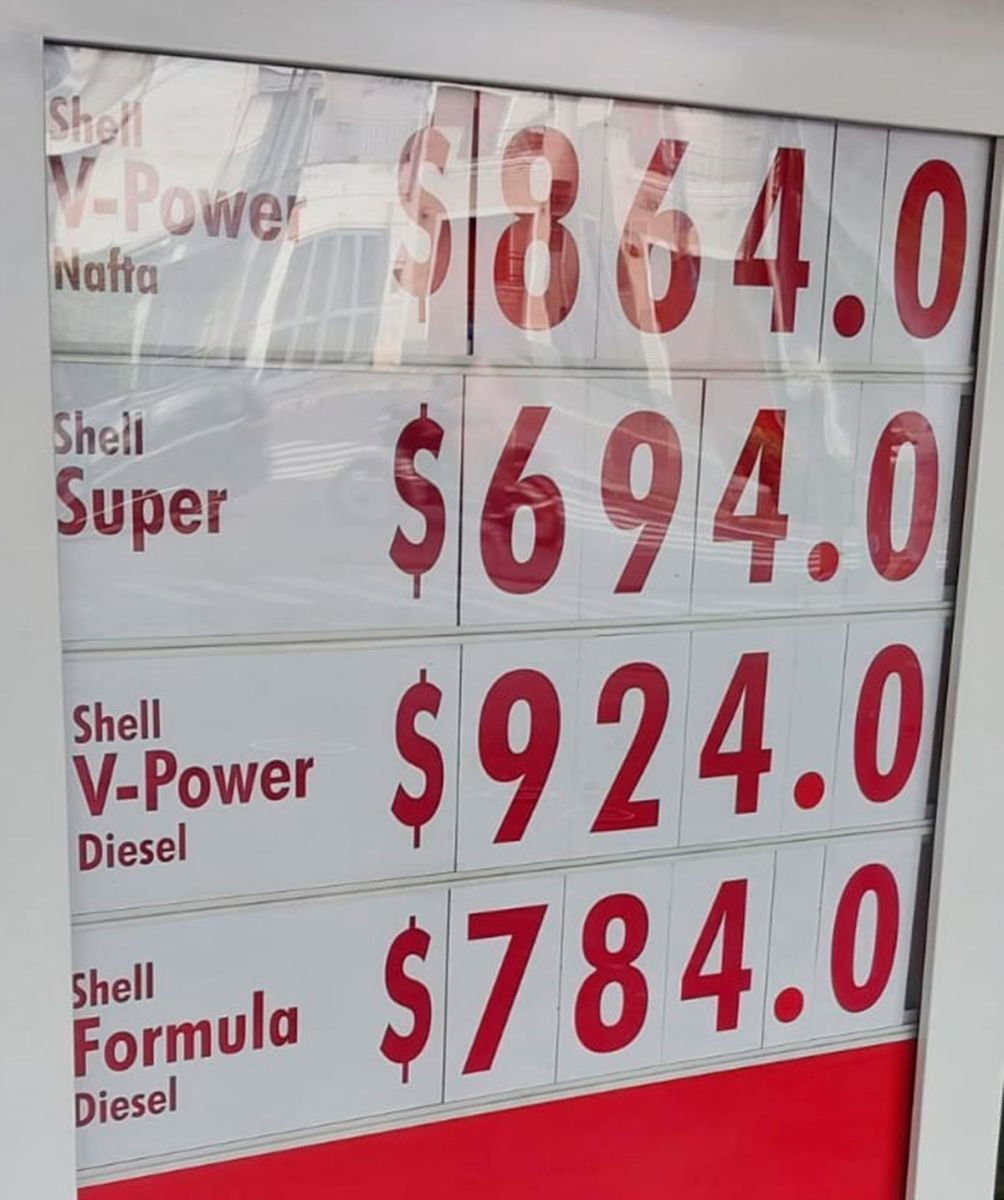 Shell
V-Power
Nafta
$864.0
Shell
Super
$694.0
Shell
V-Power
Diesel
$924.0
Shell
Formula
Diesel
$784.0